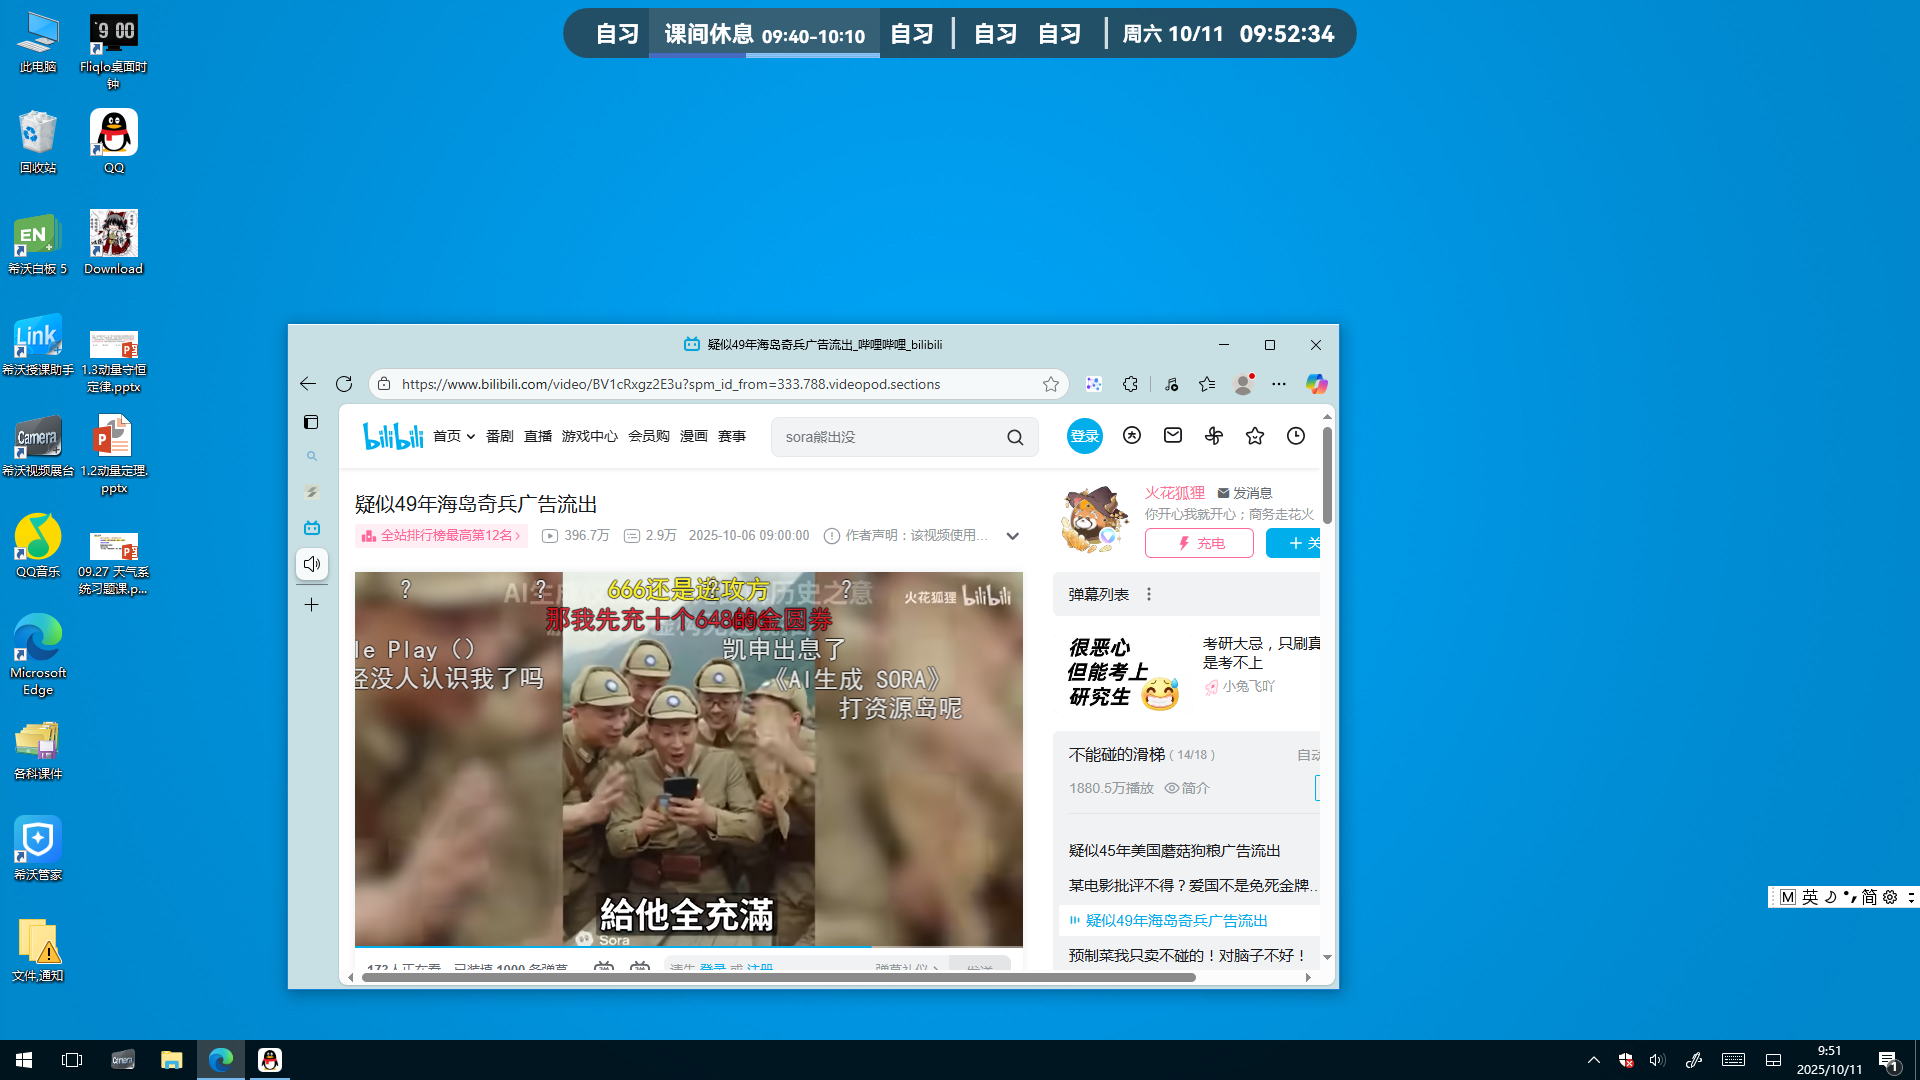 自习
课间休息 09:40-10:10
自习
自习
自习
周六 10/11 09:52:34
此电脑
Fliqlo桌面时
钟
回收站
QQ
希沃白板 5
Download
希沃授课助手
1.3动量守恒
定律.pptx
希沃视频展台
1.2动量定理.
pptx
QQ音乐
09.27 天气系
统习题课.p...
Microsoft
Edge
各科课件
希沃管家
文件,通知
疑似49年海岛奇兵广告流出_哔哩哔哩_bilibili
https://www.bilibili.com/video/BV1cRxgz2E3u?spm_id_from=333.788.videopod.sections
bilibili
首页 番剧 直播 游戏中心 会员购 漫画 赛事
sora熊出没
登录
疑似49年海岛奇兵广告流出
全站排行榜最高第12名
396.7万 2.9万 2025-10-06 09:00:00 作者声明：该视频使用...
火花狐狸 发消息
你开心我就开心；商务走花火
充电
+ 关
? ? ? ?
666还是进攻方
那我先充十个648的金圆券
火花狐狸 bilibili
le Play（）
凯申出息了
没人认识我了吗
《AI生成 SORA》
打资源岛呢
給他全充滿
Sora
弹幕列表
很恶心
但能考上
研究生
考研大忌，只刷真
是考不上
小兔飞吖
不能碰的滑梯（14/18）
自动
1880.5万播放 简介
疑似45年美国蘑菇狗粮广告流出
某电影批评不得？爱国不是免死金牌...
疑似49年海岛奇兵广告流出
预制菜我只卖不碰的！对脑子不好！
173人正在看 已装填 1000 条弹幕
请先 登录 或 注册
弹幕礼仪
发送
M 英 简
9:51
2025/10/11
1